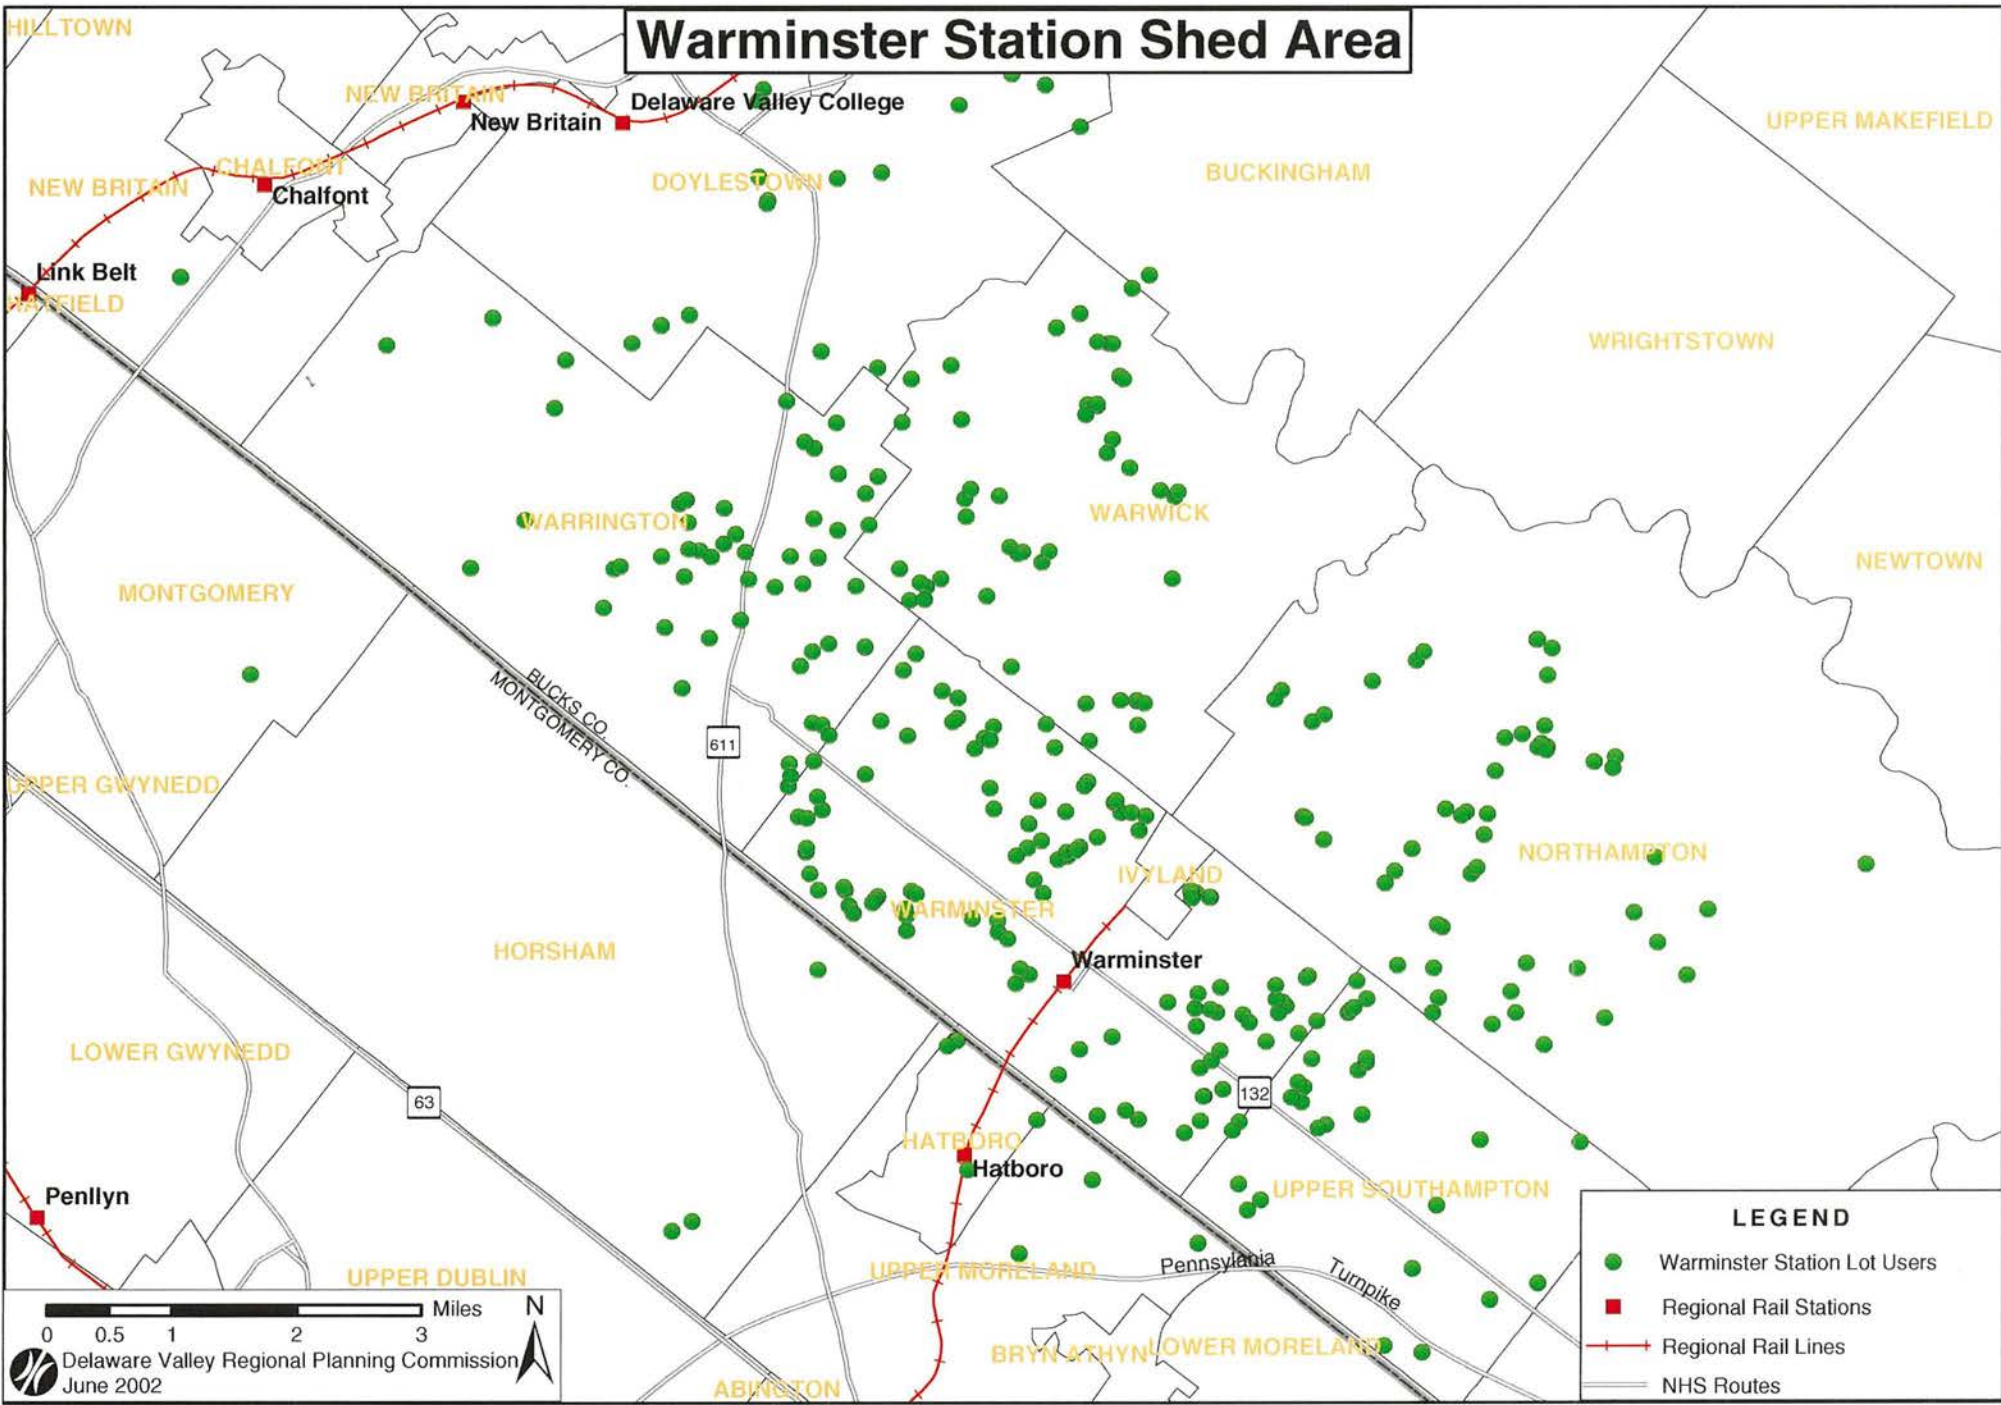 Warminster Station Shed Area
HILLTOWN
NEW BRITAIN
New Britain
Delaware Valley College
UPPER MAKEFIELD
CHALFONT
Chalfont
NEW BRITAIN
DOYLESTOWN
BUCKINGHAM
Link Belt
HATFIELD
WRIGHTSTOWN
WARRINGTON
WARWICK
NEWTOWN
MONTGOMERY
BUCKS CO.
MONTGOMERY CO.
611
UPPER GWYNEDD
NORTHAMPTON
IVYLAND
WARMINSTER
HORSHAM
Warminster
LOWER GWYNEDD
63
132
HATBORO
Hatboro
Penllyn
UPPER SOUTHAMPTON
UPPER DUBLIN
UPPER MORELAND
Pennsylania
Turnpike
BRYN ATHYN
LOWER MORELAND
ABINGTON
LEGEND
Warminster Station Lot Users
Regional Rail Stations
Regional Rail Lines
NHS Routes
Miles
N
0 0.5 1 2 3
Delaware Valley Regional Planning Commission
June 2002